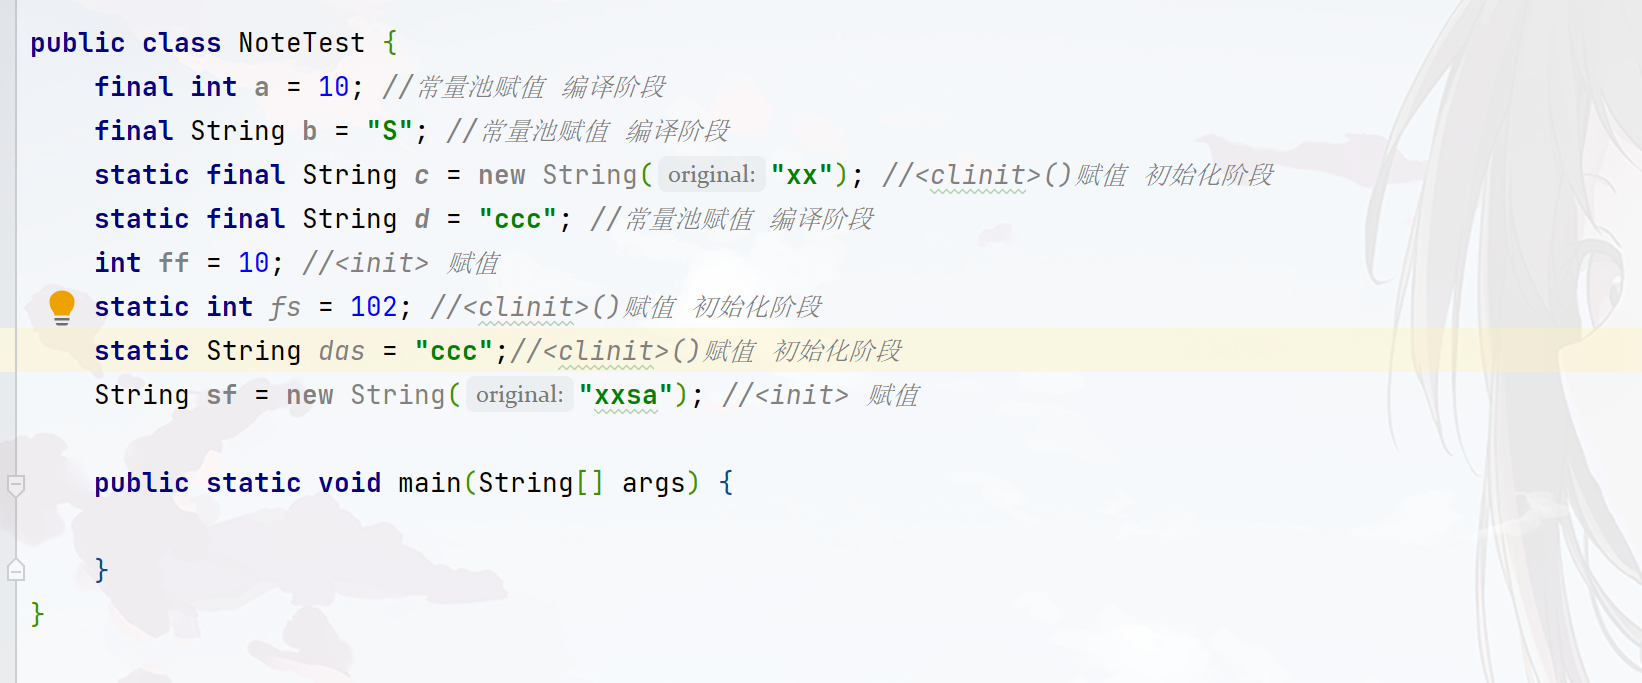 public class NoteTest {
final int a = 10; //常量池赋值 编译阶段
final String b = "S"; //常量池赋值 编译阶段
static final String c = new String( original: "xx"); //<clinit>()赋值 初始化阶段
static final String d = "ccc"; //常量池赋值 编译阶段
int ff = 10; //<init> 赋值
static int fs = 102; //<clinit>()赋值 初始化阶段
static String das = "ccc";//<clinit>()赋值 初始化阶段
String sf = new String( original: "xxsa"); //<init> 赋值
public static void main(String[] args) {
}
}